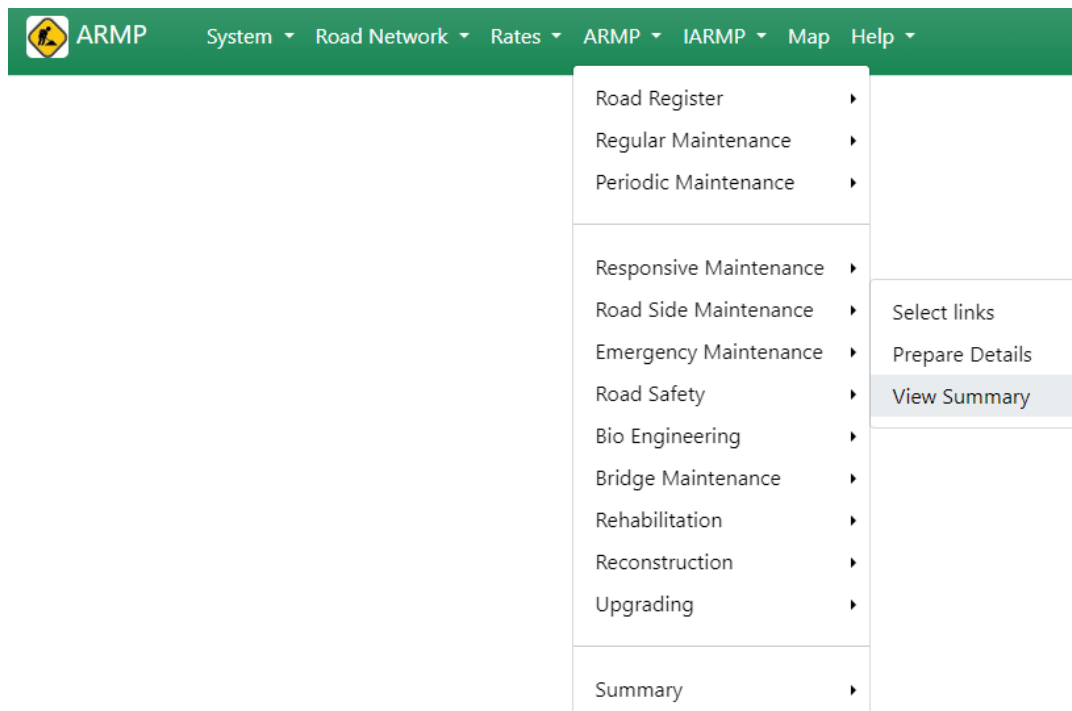 ARMP System Road Network Rates ARMP IARMP Map Help
Road Register
Regular Maintenance
Periodic Maintenance
Responsive Maintenance
Road Side Maintenance
Emergency Maintenance
Road Safety
Bio Engineering
Bridge Maintenance
Rehabilitation
Reconstruction
Upgrading
Summary
Select links
Prepare Details
View Summary